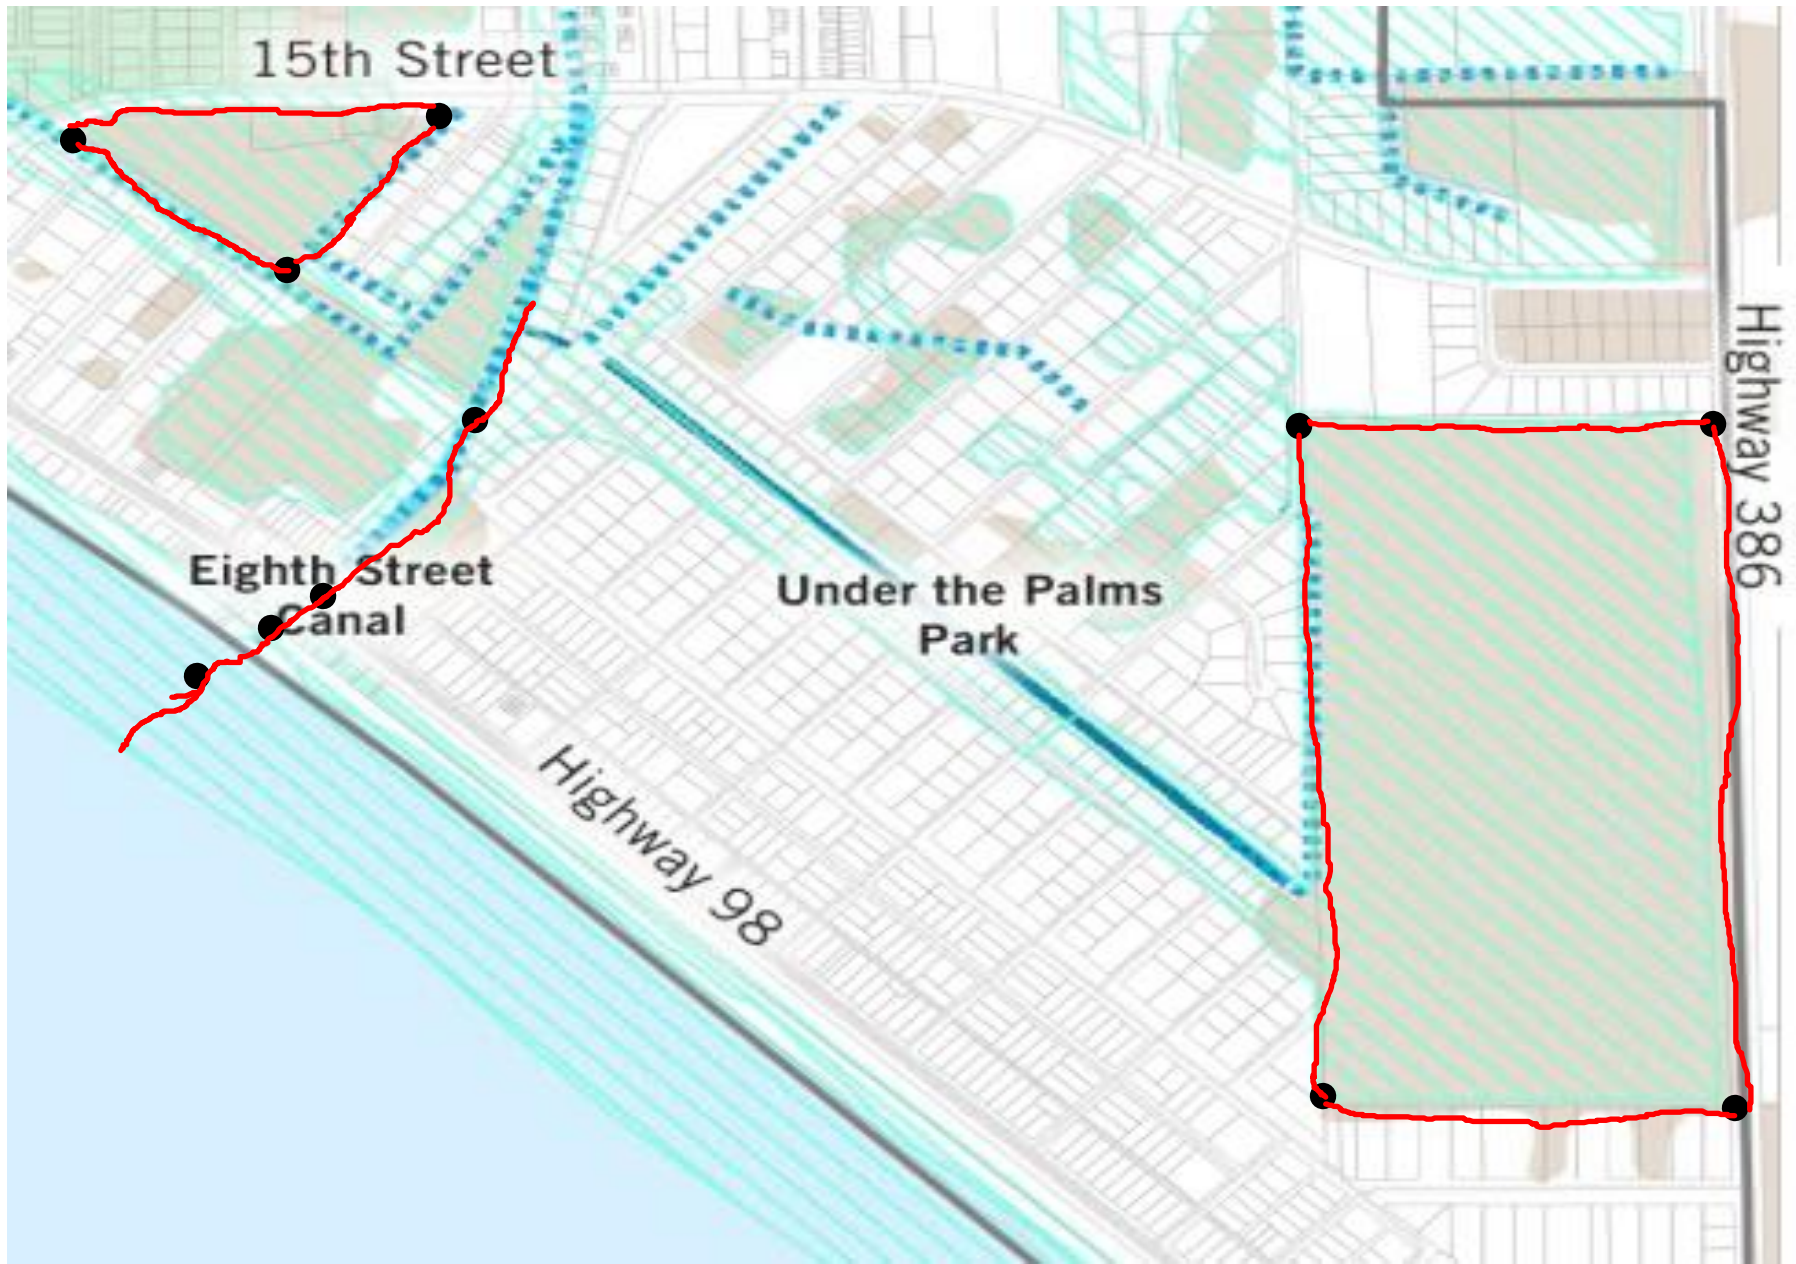 15th Street
Highway 386
Eighth Street
Canal
Under the Palms
Park
Highway 98